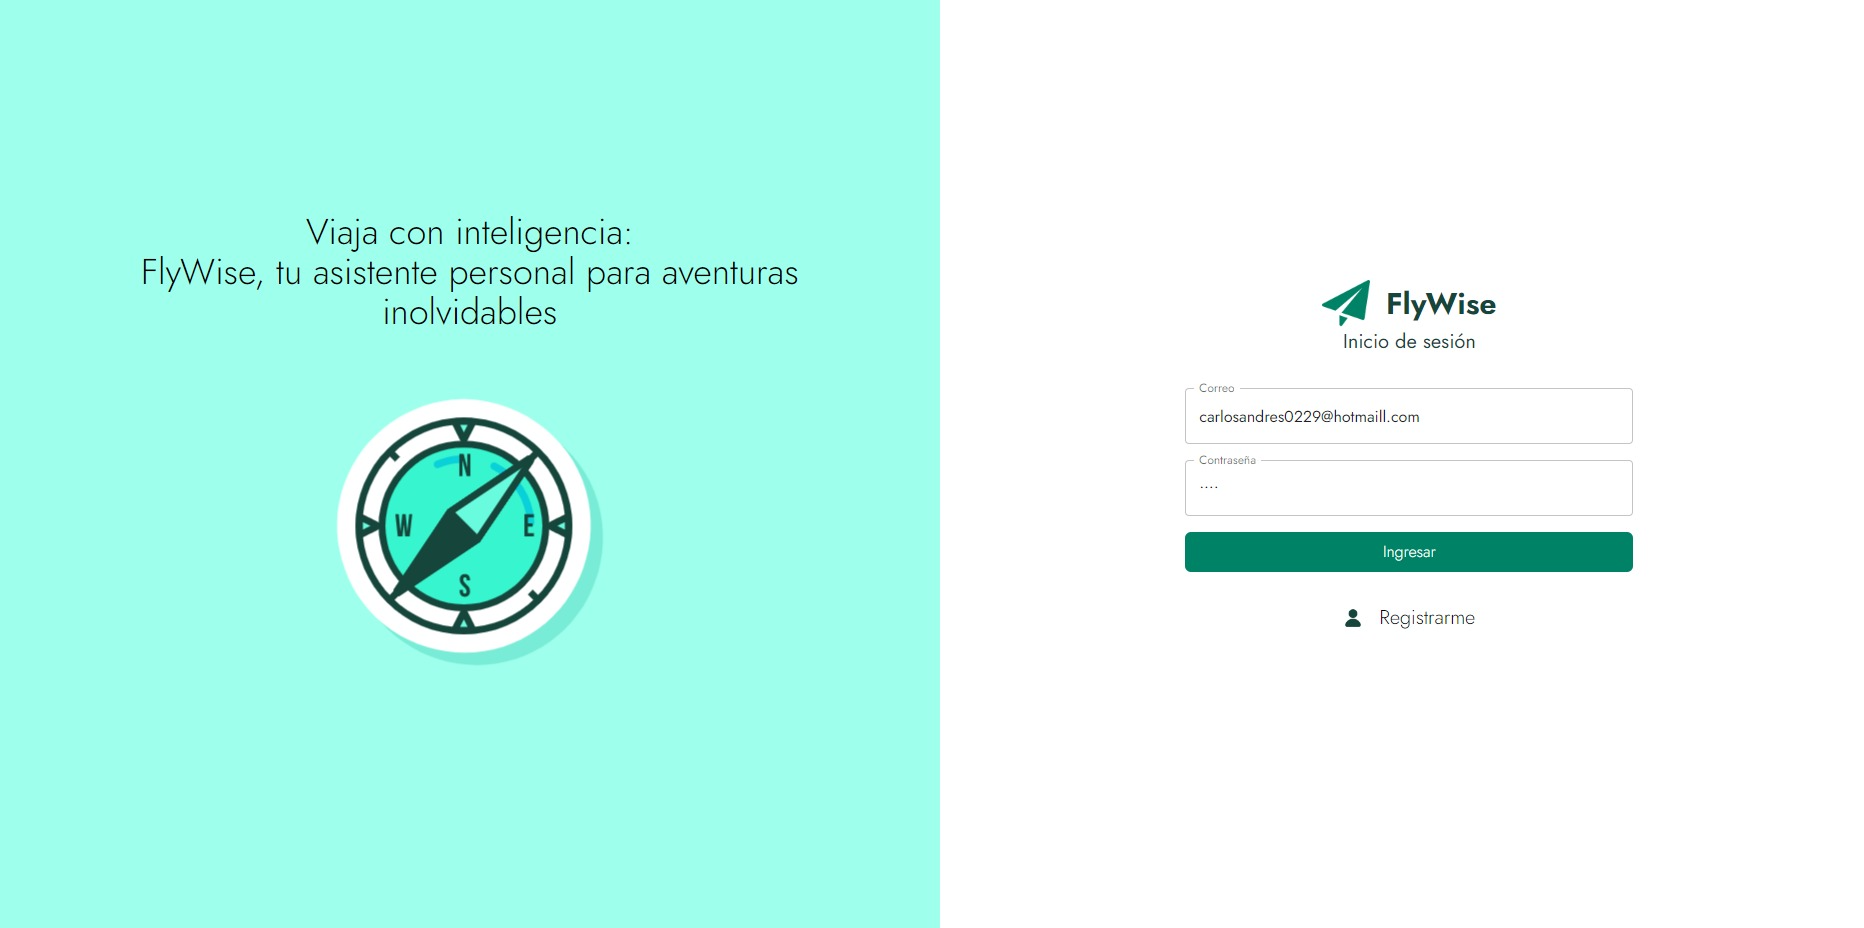 Viaja con inteligencia:
FlyWise, tu asistente personal para aventuras
inolvidables
N
W
E
S
FlyWise
Inicio de sesión
Correo
carlosandres0229@hotmaill.com
Contraseña
....
Ingresar
Registrarme